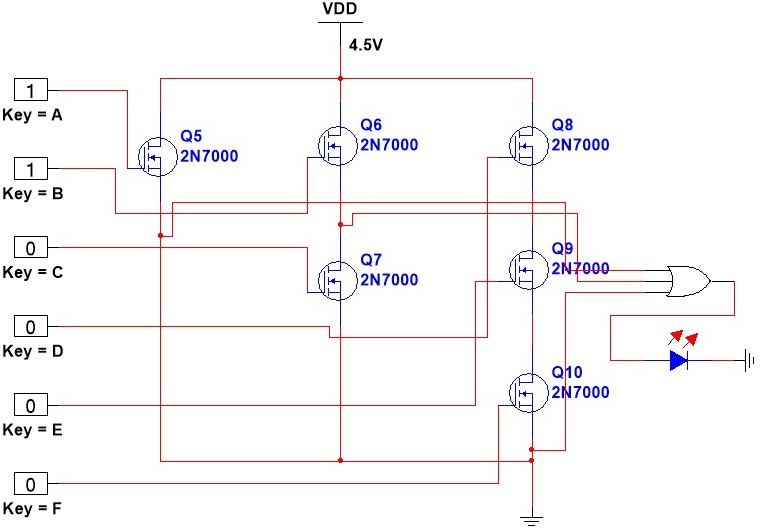 VDD
4.5V
1
Key = A
Q5
2N7000
Q6
2N7000
Q8
2N7000
1
Key = B
0
Key = C
Q7
2N7000
Q9
2N7000
0
Key = D
Q10
2N7000
0
Key = E
0
Key = F